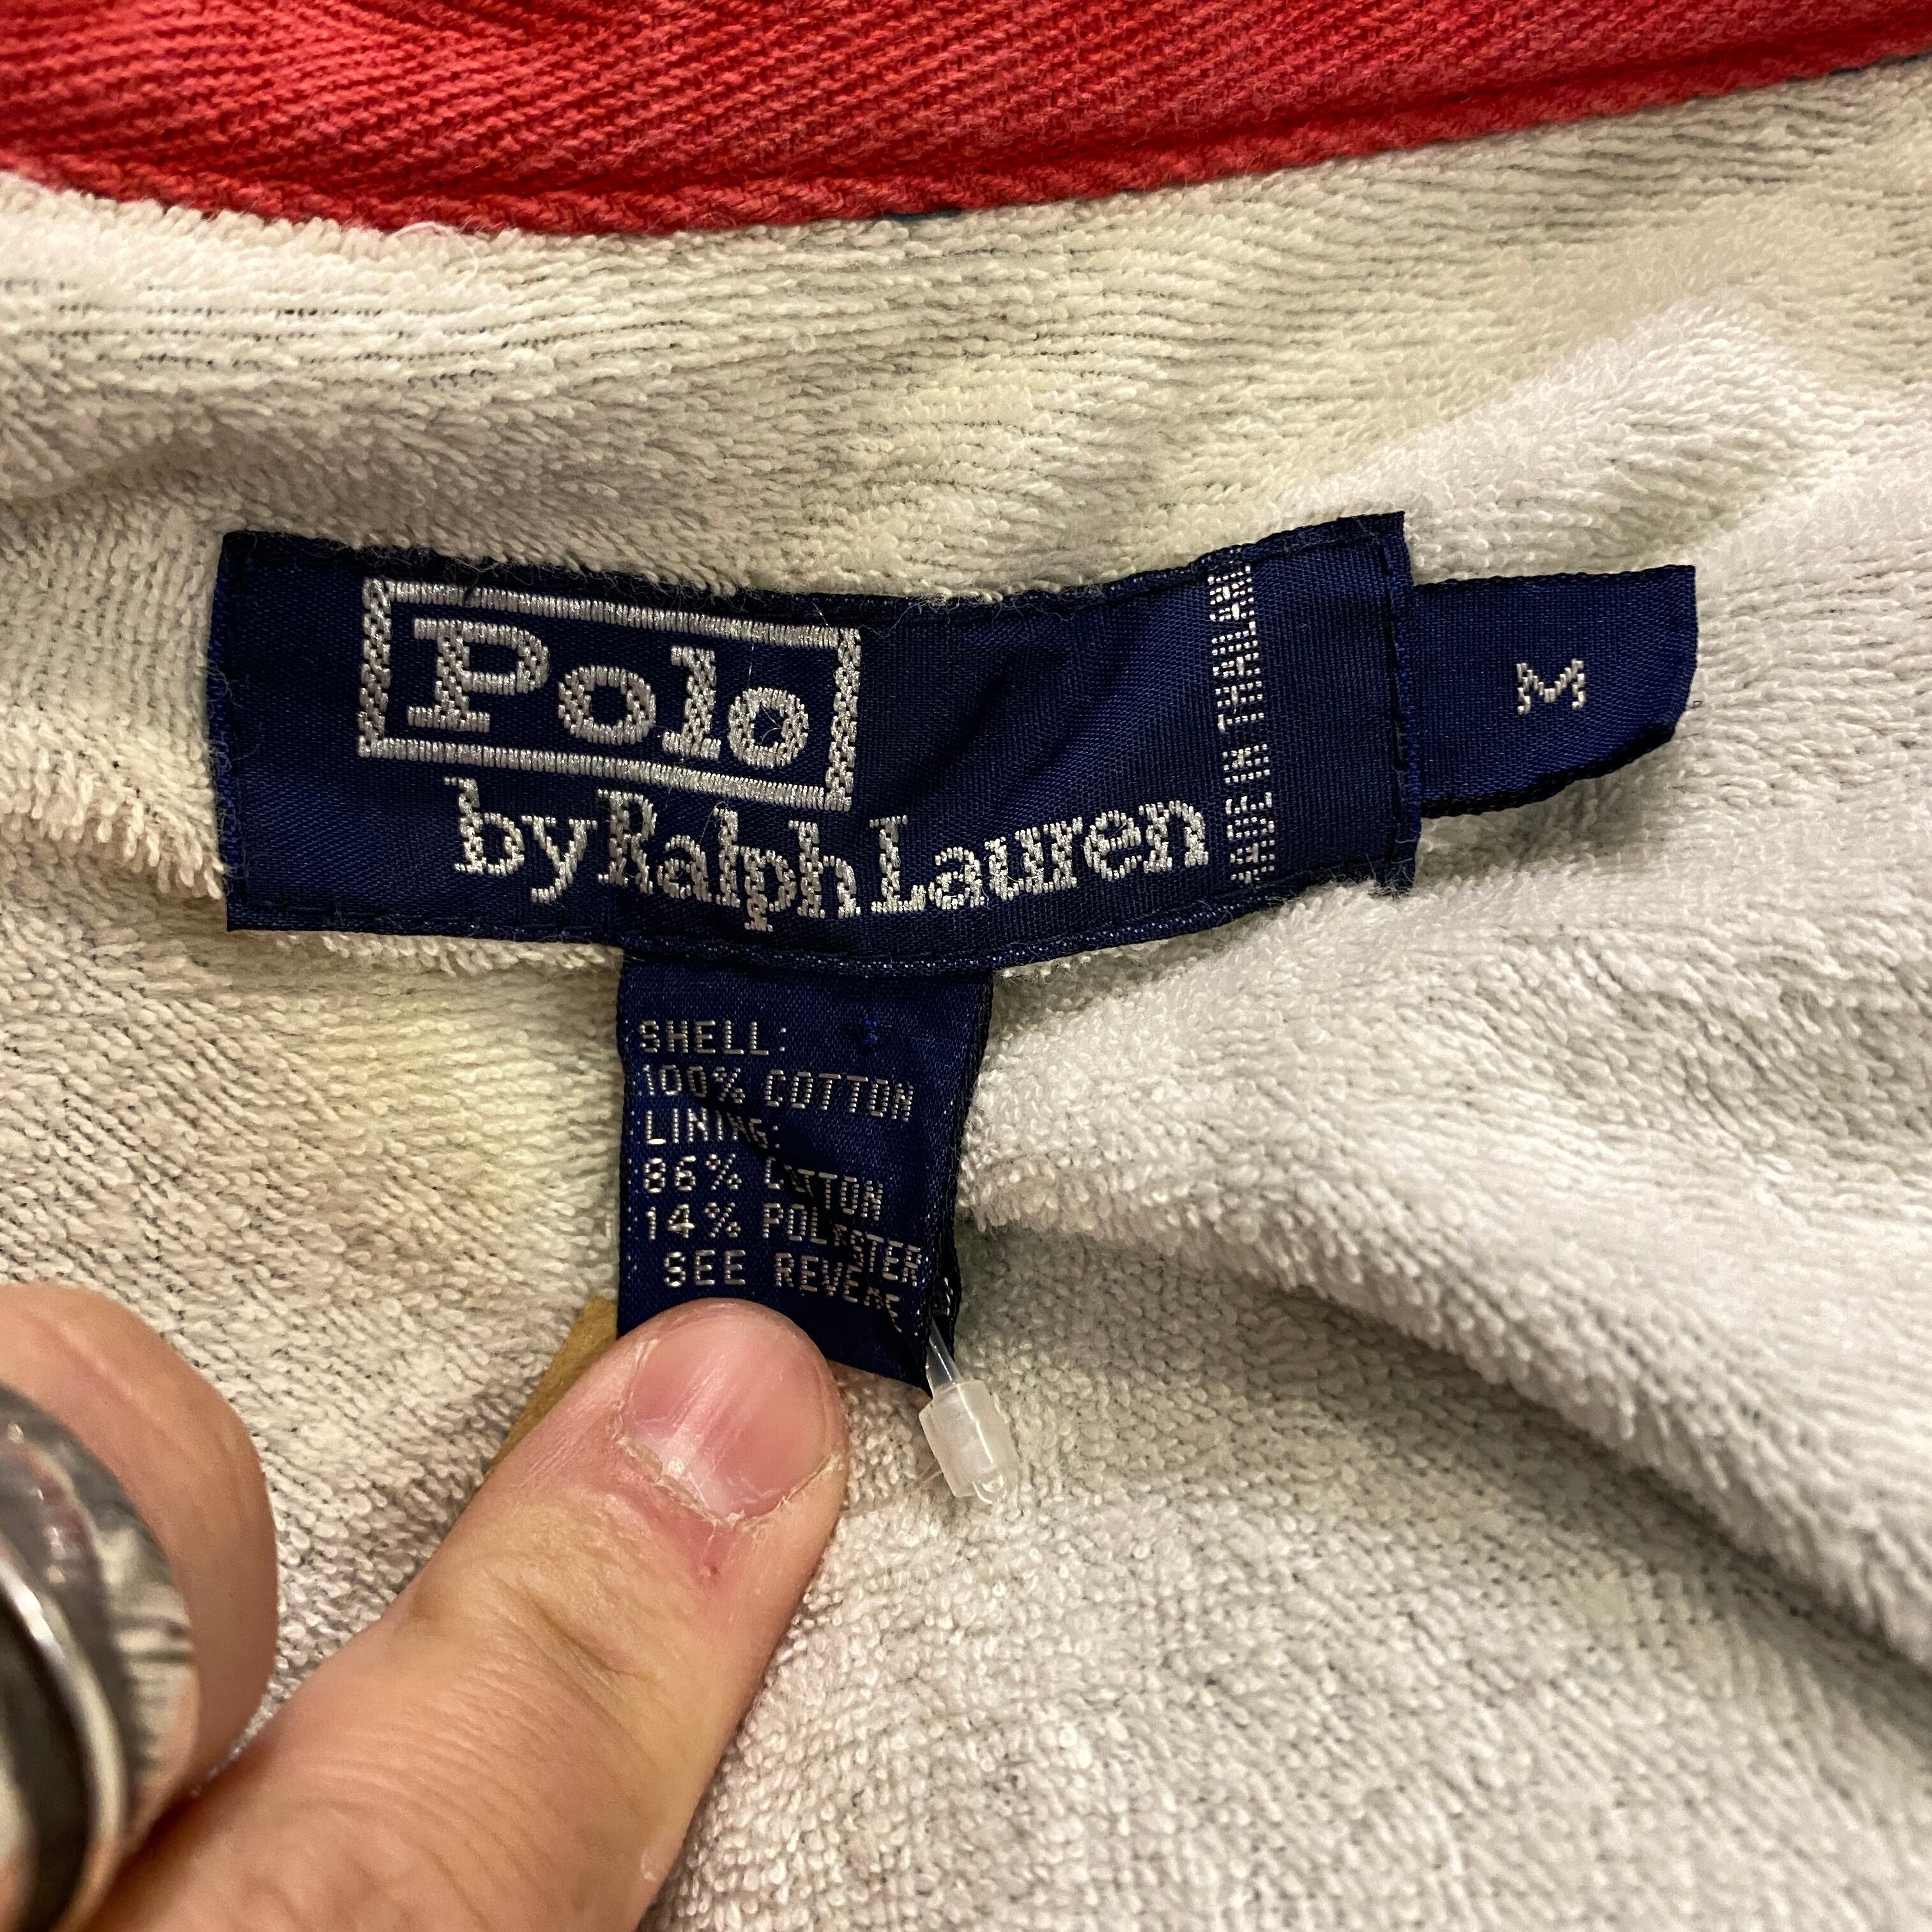 Polo
by Ralph Lauren
MADE IN THAILAND
M
SHELL:
100% COTTON
LINING:
86% COTTON
14% POLYESTER
SEE REVERSE